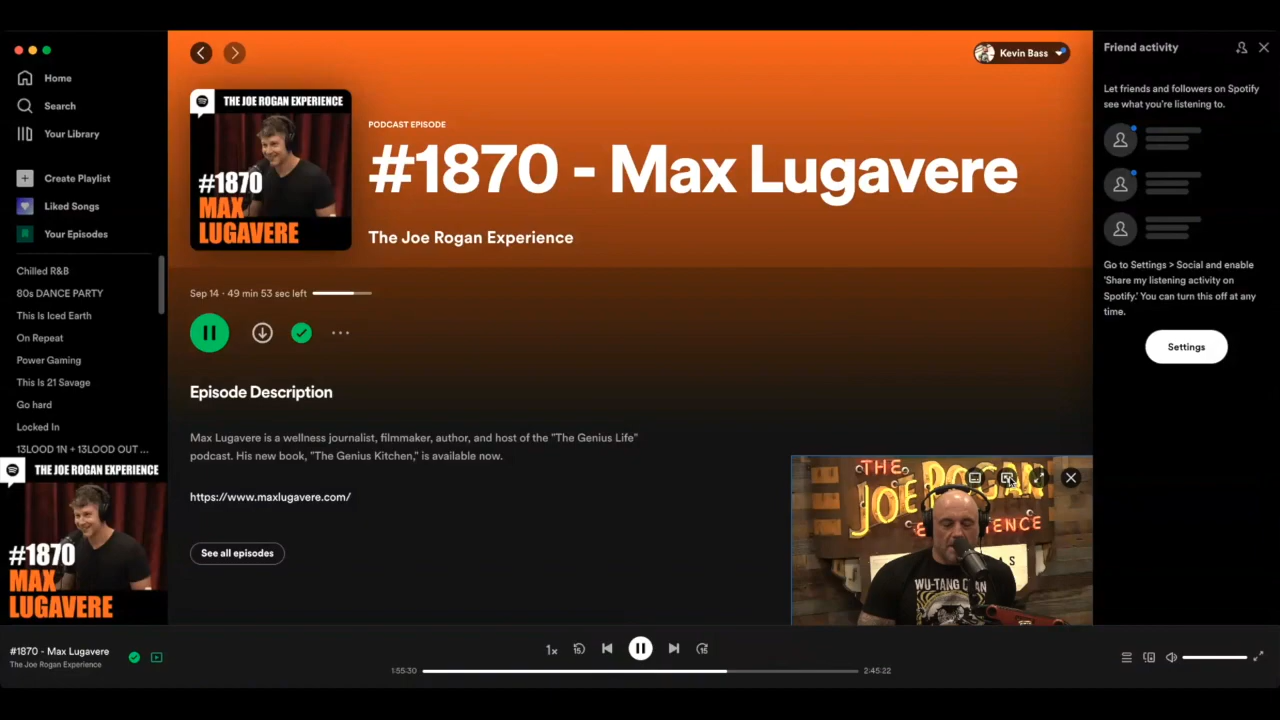 Home
Search
Your Library
Create Playlist
Liked Songs
Your Episodes
Chilled R&B
80s DANCE PARTY
This Is Iced Earth
On Repeat
Power Gaming
This Is 21 Savage
Go hard
Locked In
13LOOD 1N + 13LOOD OUT ...
THE JOE ROGAN EXPERIENCE
#1870
MAX
LUGAVERE
Kevin Bass
THE JOE ROGAN EXPERIENCE
#1870
MAX
LUGAVERE
PODCAST EPISODE
#1870 - Max Lugavere
The Joe Rogan Experience
Sep 14 · 49 min 53 sec left
Episode Description
Max Lugavere is a wellness journalist, filmmaker, author, and host of the "The Genius Life"
podcast. His new book, "The Genius Kitchen," is available now.
https://www.maxlugavere.com/
See all episodes
THE
JOE ROGAN
WU-TANG
Friend activity
Let friends and followers on Spotify
see what you're listening to.
Go to Settings > Social and enable
'Share my listening activity on
Spotify.' You can turn this off at any
time.
Settings
#1870 - Max Lugavere
The Joe Rogan Experience
1x
15
15
1:55:30
2:45:22